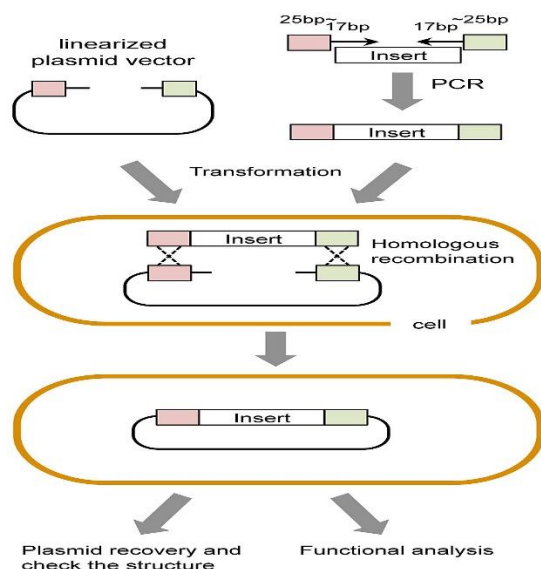 linearized
plasmid vector
25bp~
17bp
17bp
~25bp
Insert
PCR
Insert
Transformation
Insert
Homologous
recombination
cell
Insert
Plasmid recovery and
check the structure
Functional analysis